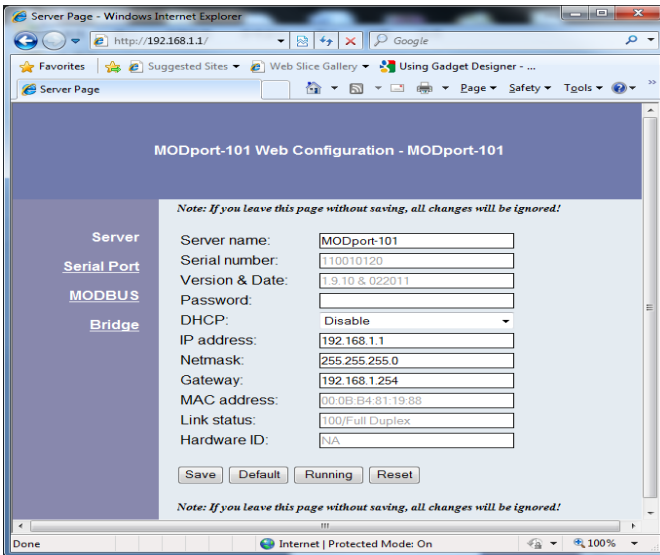 Server Page - Windows Internet Explorer
http://192.168.1.1/
Google
Favorites Suggested Sites Web Slice Gallery Using Gadget Designer - ...
Server Page Page Safety Tools
MODport-101 Web Configuration - MODport-101
Note: If you leave this page without saving, all changes will be ignored!
Server
Serial Port
MODBUS
Bridge
Server name: MODport-101
Serial number: 110010120
Version & Date: 1.9.10 & 022011
Password:
DHCP: Disable
IP address: 192.168.1.1
Netmask: 255.255.255.0
Gateway: 192.168.1.254
MAC address: 00:0B:B4:81:19:88
Link status: 100/Full Duplex
Hardware ID: NA
Save Default Running Reset
Note: If you leave this page without saving, all changes will be ignored!
Done Internet | Protected Mode: On 100%